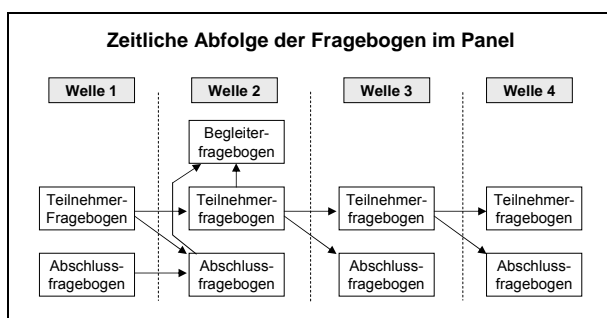 Zeitliche Abfolge der Fragebogen im Panel
Welle 1
Welle 2
Welle 3
Welle 4
Begleiter-
fragebogen
Teilnehmer-
Fragebogen
Teilnehmer-
fragebogen
Teilnehmer-
fragebogen
Teilnehmer-
fragebogen
Abschluss-
fragebogen
Abschluss-
fragebogen
Abschluss-
fragebogen
Abschluss-
fragebogen